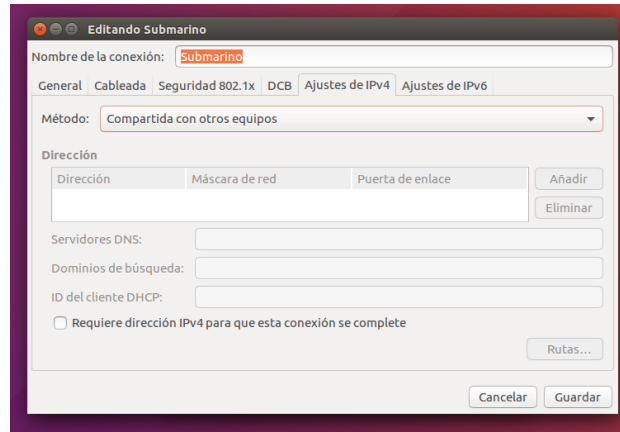 Editando Submarino
Nombre de la conexión: Submarino
General Cableada Seguridad 802.1x DCB Ajustes de IPv4 Ajustes de IPv6
Método: Compartida con otros equipos
Dirección
Dirección Máscara de red Puerta de enlace Añadir
Eliminar
Servidores DNS:
Dominios de búsqueda:
ID del cliente DHCP:
Requiere dirección IPv4 para que esta conexión se complete
Rutas...
Cancelar Guardar